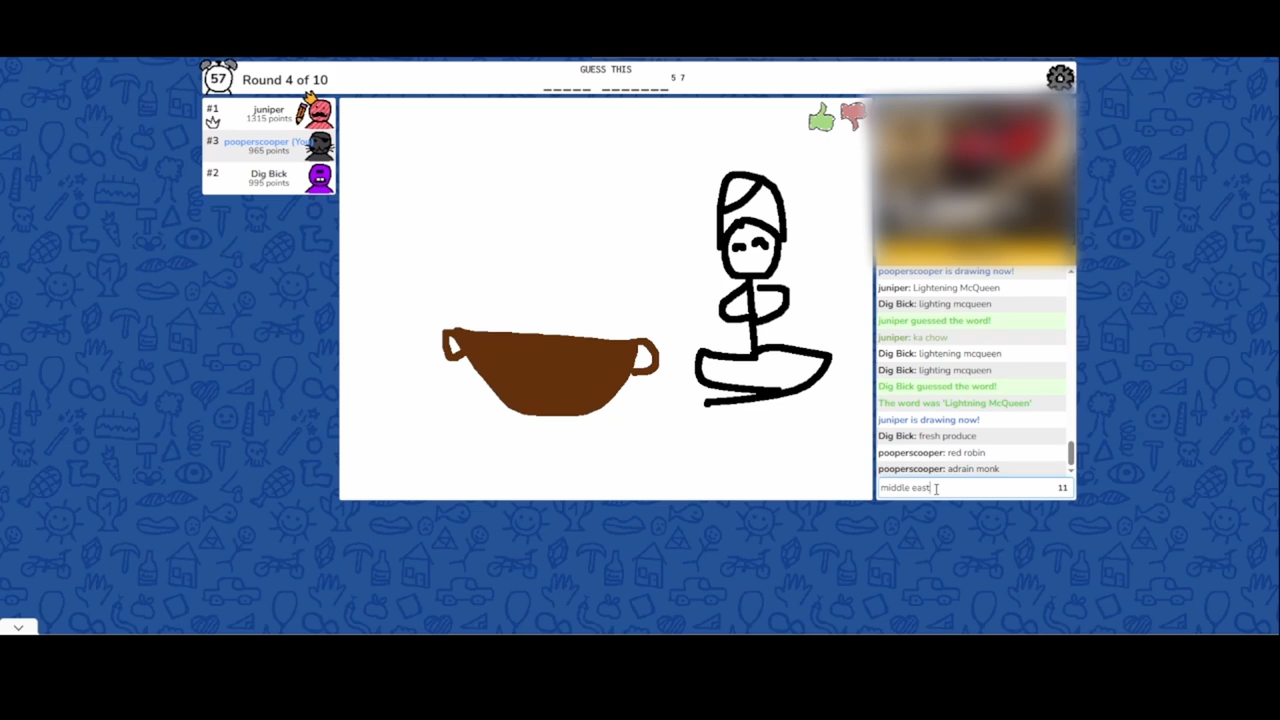 57
Round 4 of 10
GUESS THIS
5 7
_____ _______
#1
juniper
1315 points
#3
pooperscooper (You
965 points
#2
Dig Bick
995 points
pooperscooper is drawing now!
juniper: Lightening McQueen
Dig Bick: lighting mcqueen
juniper guessed the word!
juniper: ka chow
Dig Bick: lightening mcqueen
Dig Bick: lighting mcqueen
Dig Bick guessed the word!
The word was 'Lightning McQueen'
juniper is drawing now!
Dig Bick: fresh produce
pooperscooper: red robin
pooperscooper: adrain monk
middle east
11